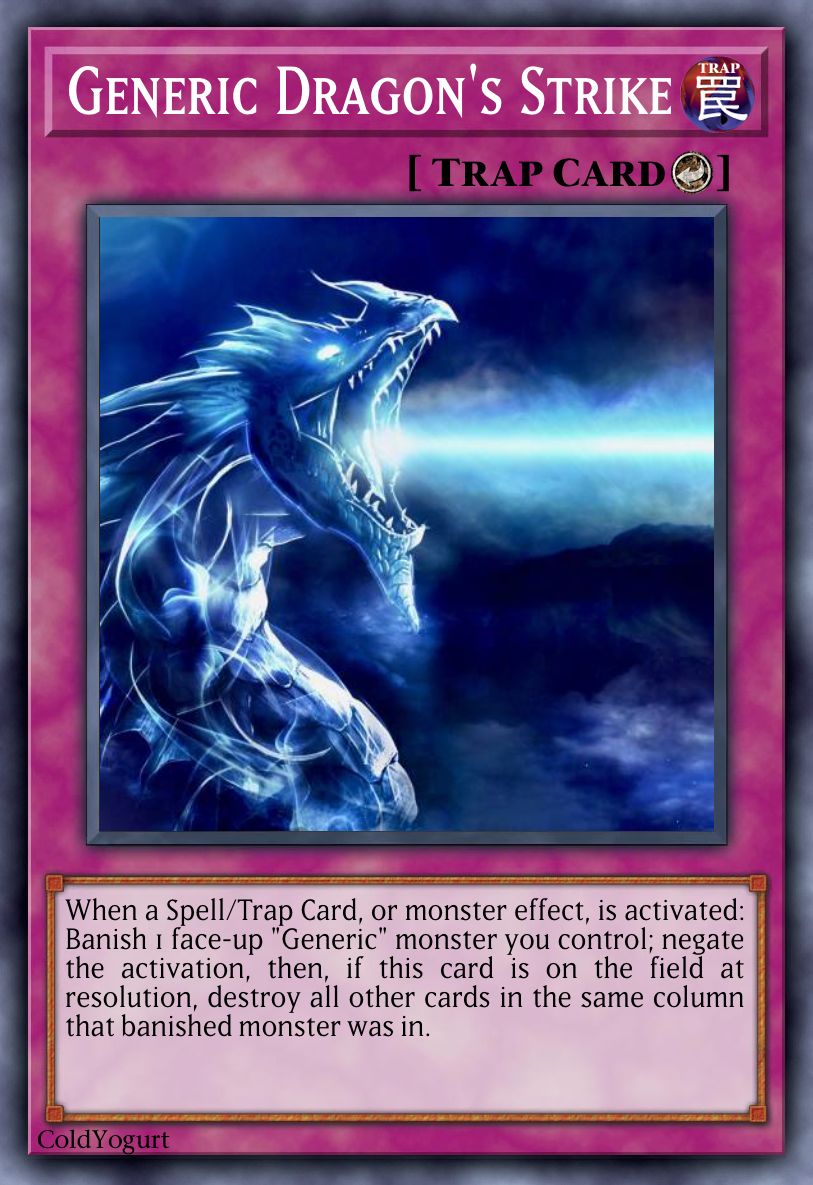 Generic Dragon's Strike
TRAP
罠
[ Trap Card ]
When a Spell/Trap Card, or monster effect, is activated:
Banish 1 face-up "Generic" monster you control; negate
the activation, then, if this card is on the field at
resolution, destroy all other cards in the same column
that banished monster was in.
ColdYogurt